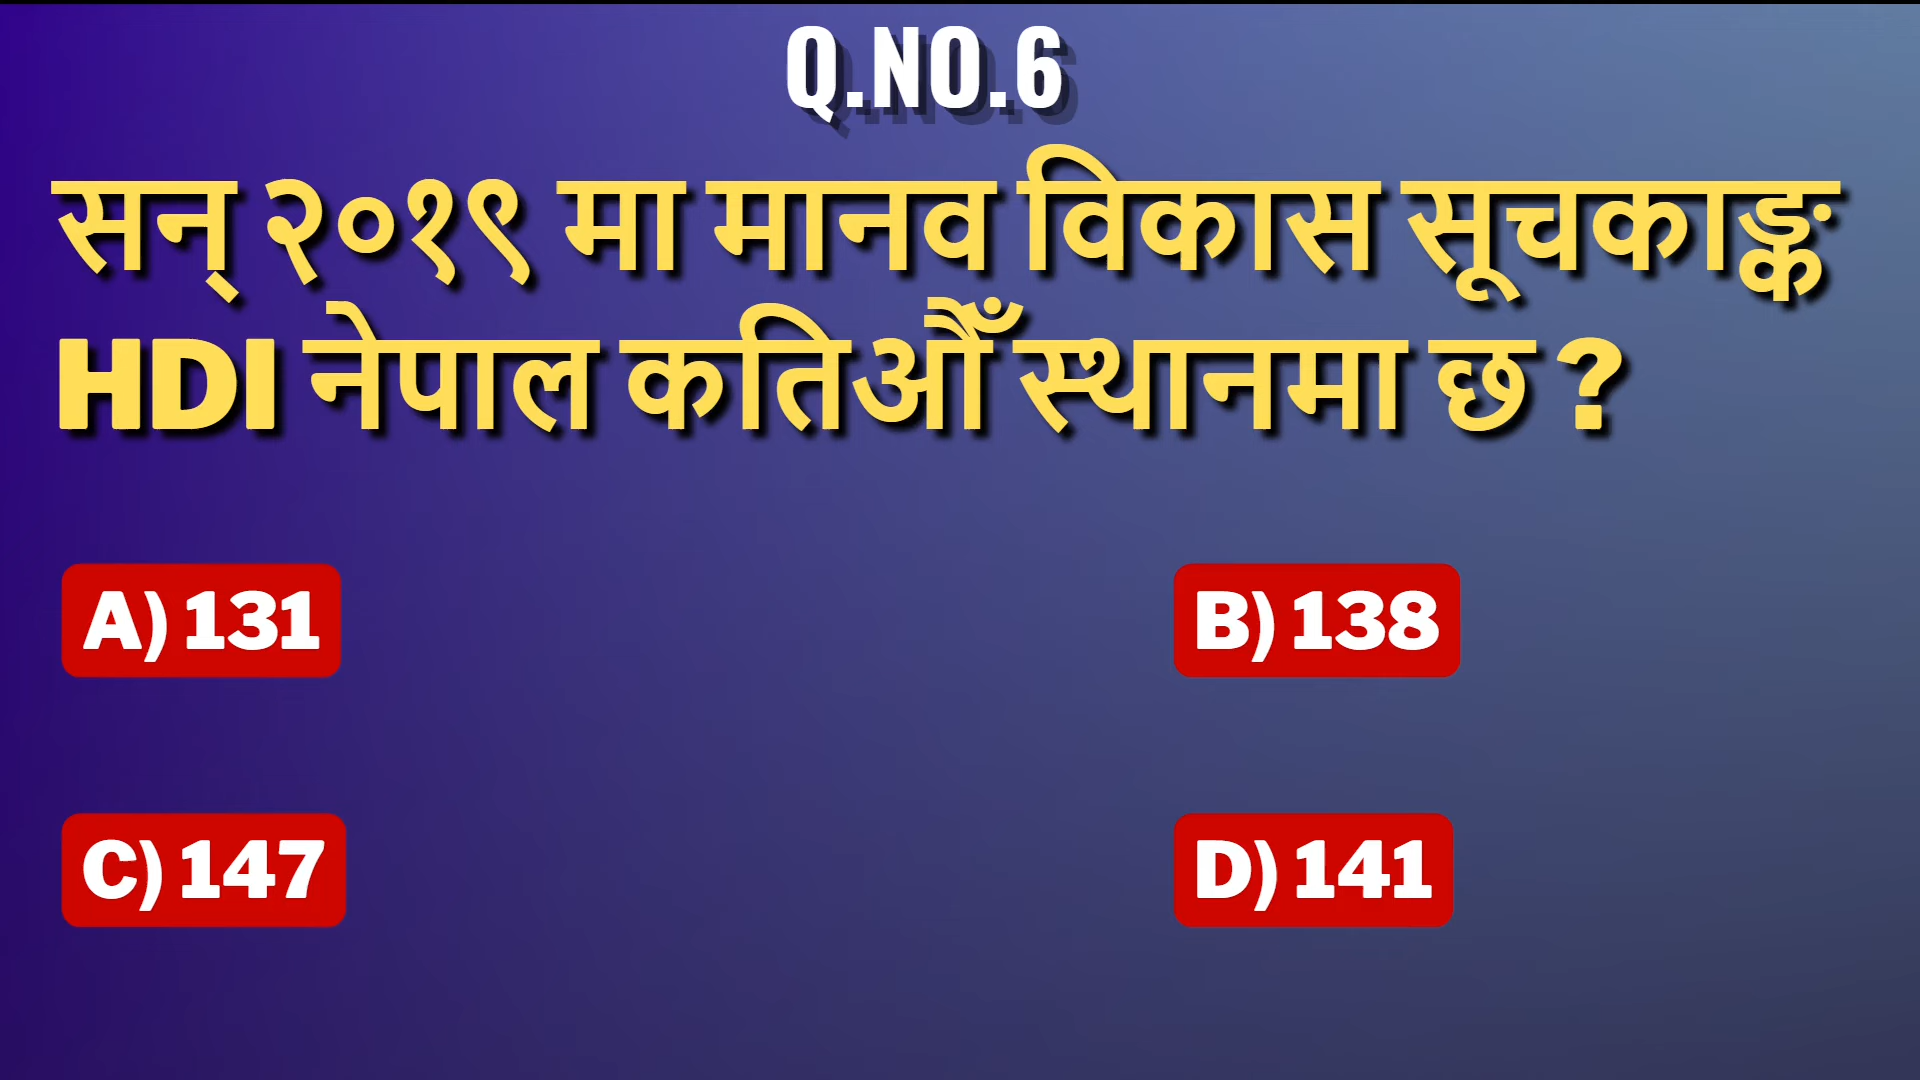 Q.NO.6
सन् २०१९ मा मानव विकास सूचकाङ्क
HDI नेपाल कतिऔँ स्थानमा छ ?
A) 131
B) 138
C) 147
D) 141